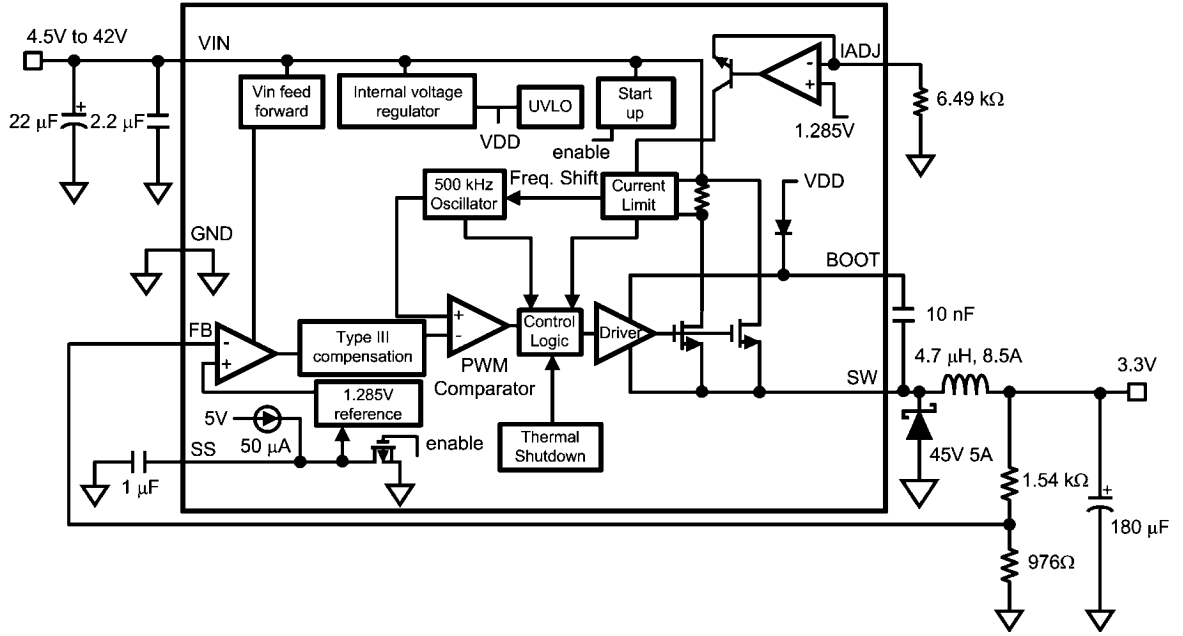 4.5V to 42V
VIN
IADJ
Vin feed
forward
Internal voltage
regulator
UVLO
VDD
Start
up
enable
1.285V
6.49 kΩ
22 μF
+
2.2 μF
-
+
500 kHz
Oscillator
Freq. Shift
Current
Limit
VDD
GND
BOOT
FB
-
+
Type III
compensation
+
-
PWM
Comparator
Control
Logic
Driver
10 nF
4.7 μH, 8.5A
3.3V
SW
1.285V
reference
5V
50 μA
enable
Thermal
Shutdown
45V 5A
SS
1 μF
1.54 kΩ
+
180 μF
976Ω